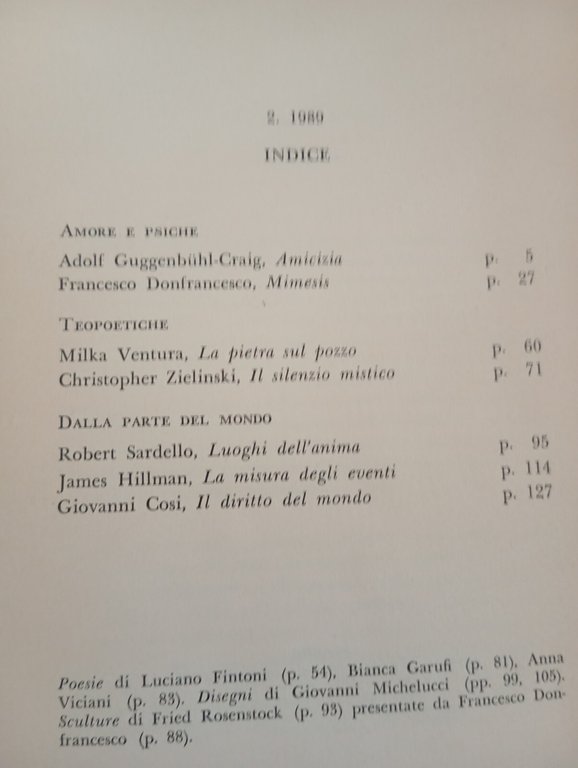 2. 1989
INDICE
AMORE E PSICHE
Adolf Guggenbühl-Craig, Amicizia p. 5
Francesco Donfrancesco, Mimesis p. 27
TEOPOETICHE
Milka Ventura, La pietra sul pozzo p. 60
Christopher Zielinski, Il silenzio mistico p. 71
DALLA PARTE DEL MONDO
Robert Sardello, Luoghi dell'anima p. 95
James Hillman, La misura degli eventi p. 114
Giovanni Cosi, Il diritto del mondo p. 127
Poesie di Luciano Fintoni (p. 54), Bianca Garufi (p. 81), Anna
Viciani (p. 83). Disegni di Giovanni Michelucci (pp. 99, 105).
Sculture di Fried Rosenstock (p. 93) presentate da Francesco Don-
francesco (p. 88).